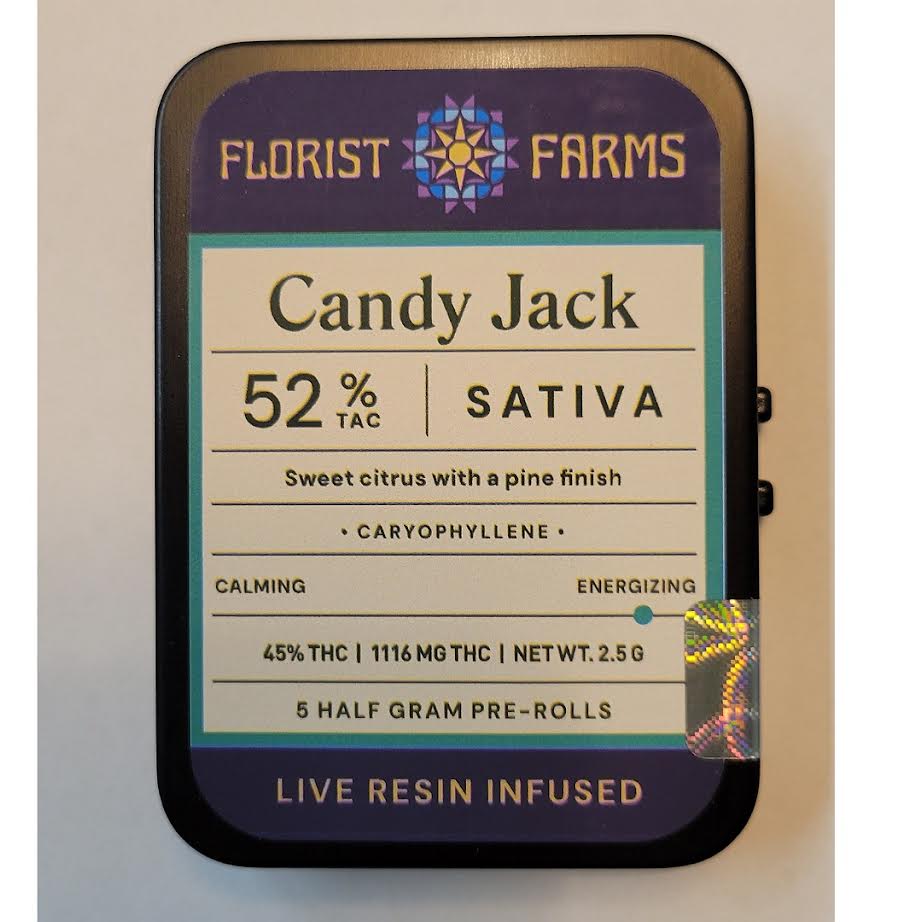 FLORIST FARMS
Candy Jack
52 % TAC | SATIVA
Sweet citrus with a pine finish
• CARYOPHYLLENE •
CALMING ENERGIZING
45% THC | 1116 MG THC | NET WT. 2.5 G
5 HALF GRAM PRE-ROLLS
LIVE RESIN INFUSED